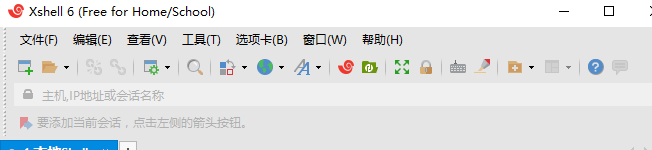 Xshell 6 (Free for Home/School)
文件(F) 编辑(E) 查看(V) 工具(T) 选项卡(B) 窗口(W) 帮助(H)
主机,IP地址或会话名称
要添加当前会话，点击左侧的箭头按钮。